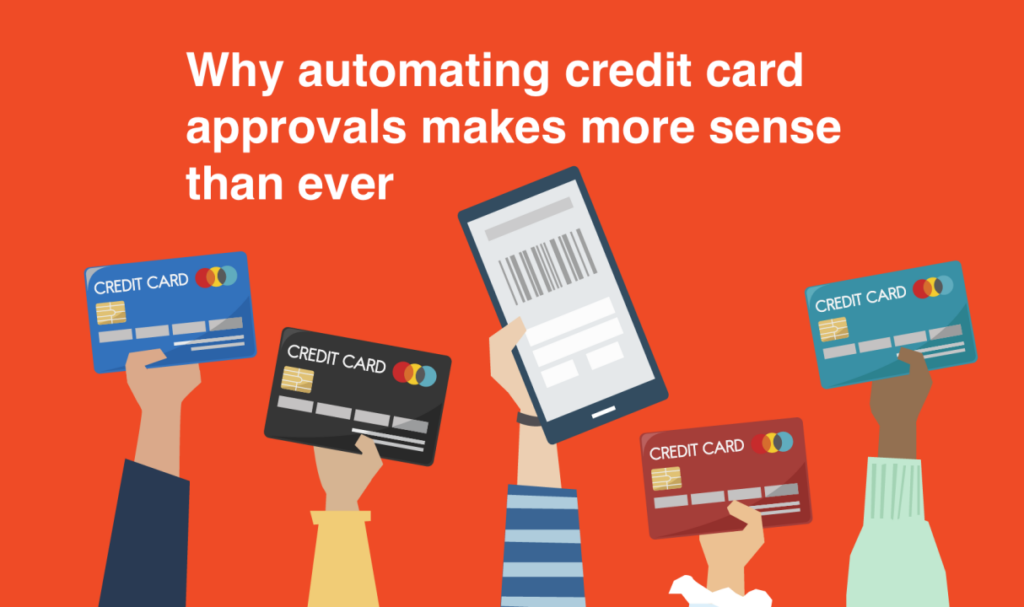 Why automating credit card
approvals makes more sense
than ever
CREDIT CARD
CREDIT CARD
CREDIT CARD
CREDIT CARD